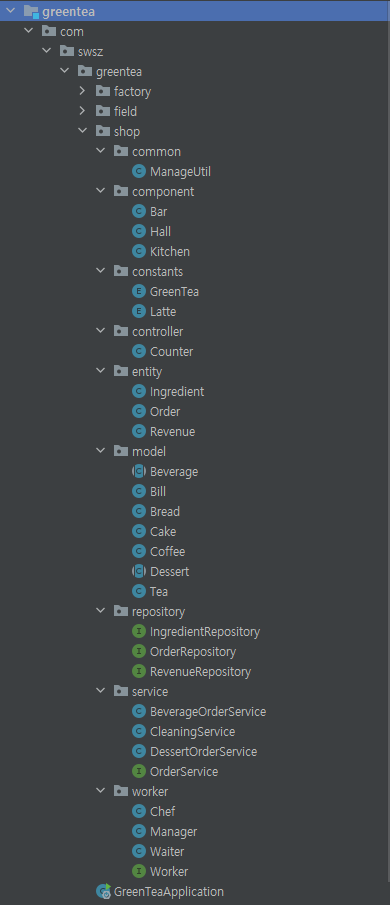 greentea
com
swsz
greentea
factory
field
shop
common
ManageUtil
component
Bar
Hall
Kitchen
constants
GreenTea
Latte
controller
Counter
entity
Ingredient
Order
Revenue
model
Beverage
Bill
Bread
Cake
Coffee
Dessert
Tea
repository
IngredientRepository
OrderRepository
RevenueRepository
service
BeverageOrderService
CleaningService
DessertOrderService
OrderService
worker
Chef
Manager
Waiter
Worker
GreenTeaApplication